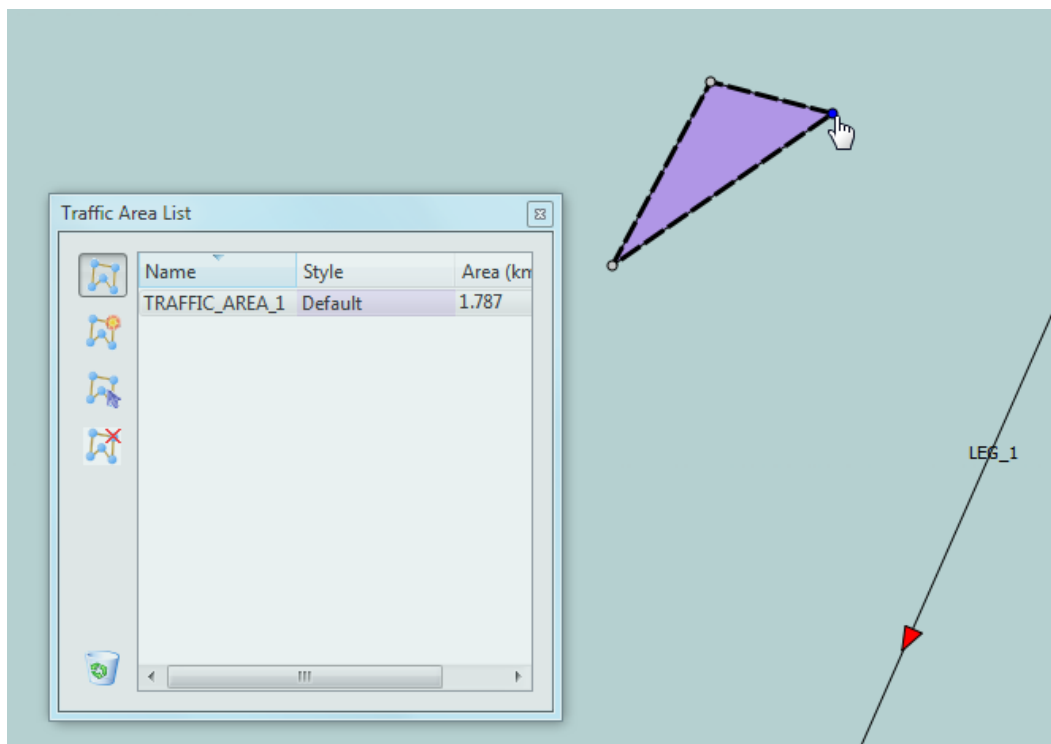 Traffic Area List
Name Style Area (km
TRAFFIC_AREA_1 Default 1.787
LEG_1